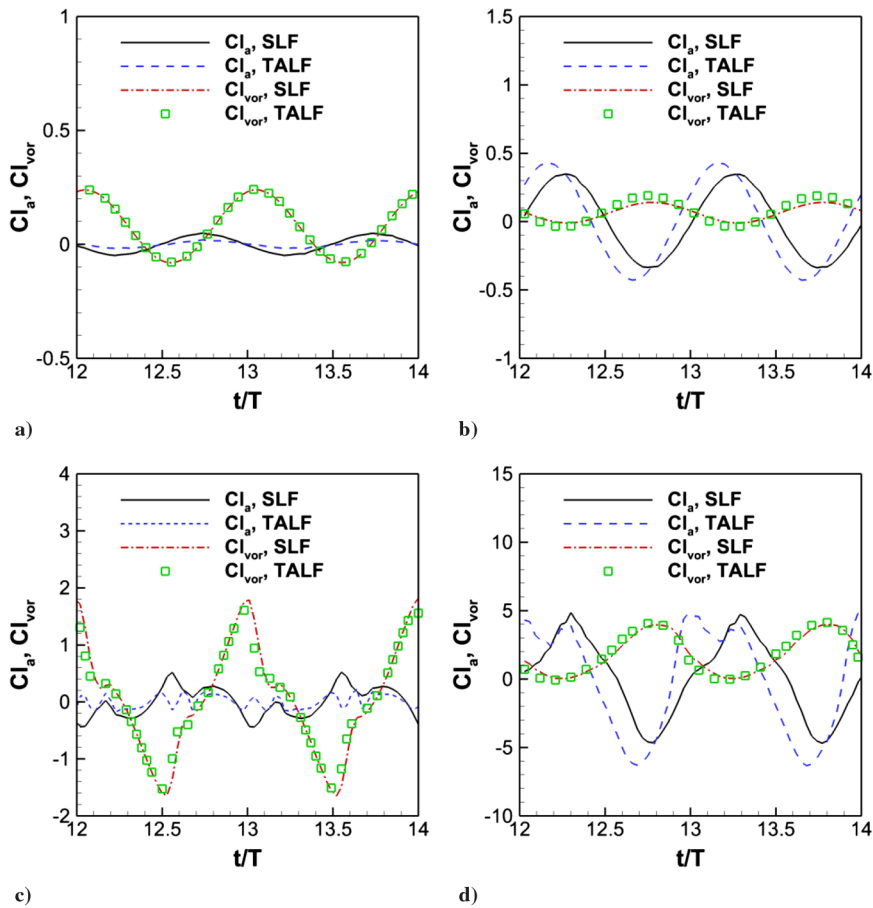 1
0.5
0
-0.5
Cl_a, Cl_vor
Cl_a, SLF
Cl_a, TALF
Cl_vor, SLF
Cl_vor, TALF
12 12.5 13 13.5 14
t/T
a)
1.5
1
0.5
0
-0.5
-1
Cl_a, Cl_vor
Cl_a, SLF
Cl_a, TALF
Cl_vor, SLF
Cl_vor, TALF
12 12.5 13 13.5 14
t/T
b)
4
3
2
1
0
-1
-2
Cl_a, Cl_vor
Cl_a, SLF
Cl_a, TALF
Cl_vor, SLF
Cl_vor, TALF
12 12.5 13 13.5 14
t/T
c)
15
10
5
0
-5
-10
Cl_a, Cl_vor
Cl_a, SLF
Cl_a, TALF
Cl_vor, SLF
Cl_vor, TALF
12 12.5 13 13.5 14
t/T
d)